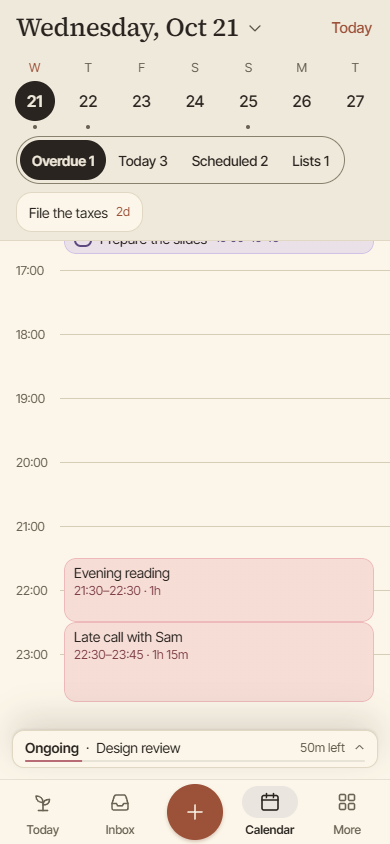 Wednesday, Oct 21
Today
W T F S S M T
21 22 23 24 25 26 27
Overdue 1 Today 3 Scheduled 2 Lists 1
File the taxes 2d
Prepare the slides
17:00
18:00
19:00
20:00
21:00
Evening reading
21:30–22:30 · 1h
22:00
Late call with Sam
22:30–23:45 · 1h 15m
23:00
Ongoing · Design review 50m left
Today Inbox Calendar More